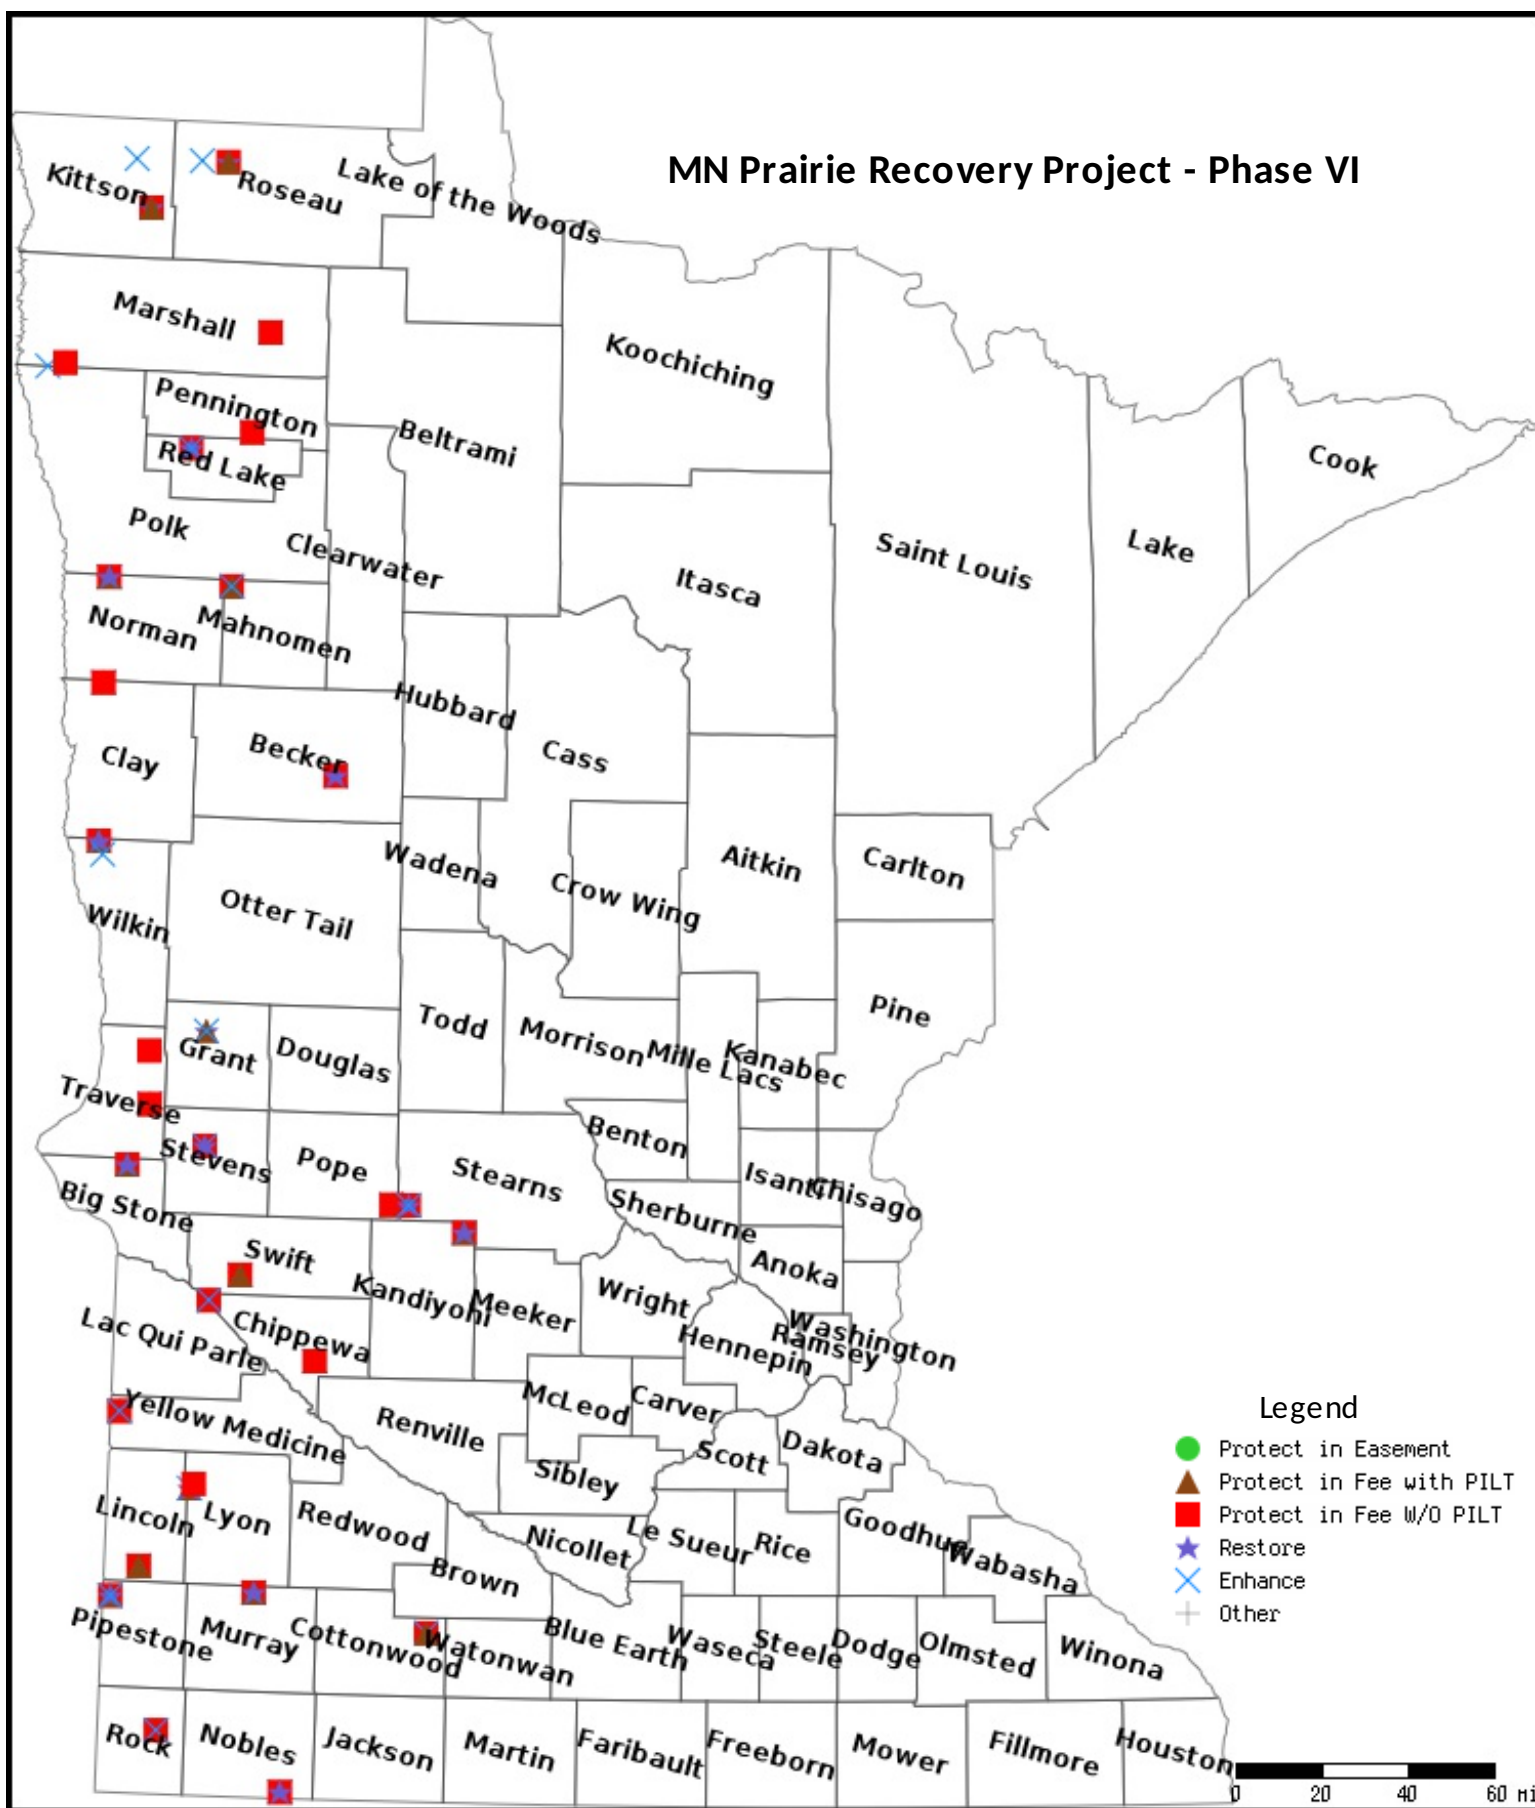 MN Prairie Recovery Project - Phase VI
Kittson
Roseau
Lake of the Woods
Marshall
Koochiching
Pennington
Beltrami
Red Lake
Cook
Polk
Clearwater
Saint Louis
Lake
Itasca
Norman
Mahnomen
Hubbard
Clay
Becker
Cass
Wadena
Crow Wing
Aitkin
Carlton
Wilkin
Otter Tail
Pine
Grant
Douglas
Todd
Morrison
Mille Lacs
Kanabec
Traverse
Stevens
Pope
Stearns
Benton
Isanti
Chisago
Big Stone
Sherburne
Swift
Kandiyohi
Meeker
Wright
Anoka
Lac Qui Parle
Chippewa
Hennepin
Ramsey
Washington
Yellow Medicine
Renville
McLeod
Carver
Scott
Dakota
Sibley
Lincoln
Lyon
Redwood
Brown
Nicollet
Le Sueur
Rice
Goodhue
Wabasha
Pipestone
Murray
Cottonwood
Watonwan
Blue Earth
Waseca
Steele
Dodge
Olmsted
Winona
Rock
Nobles
Jackson
Martin
Faribault
Freeborn
Mower
Fillmore
Houston
Legend
Protect in Easement
Protect in Fee with PILT
Protect in Fee W/O PILT
Restore
Enhance
Other
0 20 40 60 mi